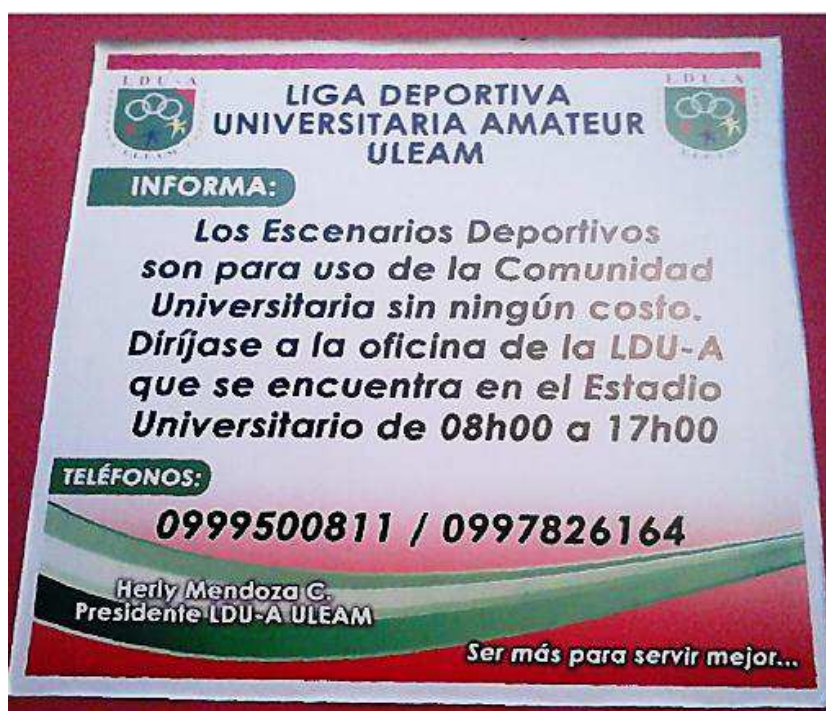 LDU-A
LDU-A
LIGA DEPORTIVA
UNIVERSITARIA AMATEUR
ULEAM
ULEAM
INFORMA:
Los Escenarios Deportivos
son para uso de la Comunidad
Universitaria sin ningún costo.
Diríjase a la oficina de la LDU-A
que se encuentra en el Estadio
Universitario de 08h00 a 17h00
TELÉFONOS:
0999500811 / 0997826164
Herly Mendoza C.
Presidente LDU-A ULEAM
Ser más para servir mejor...